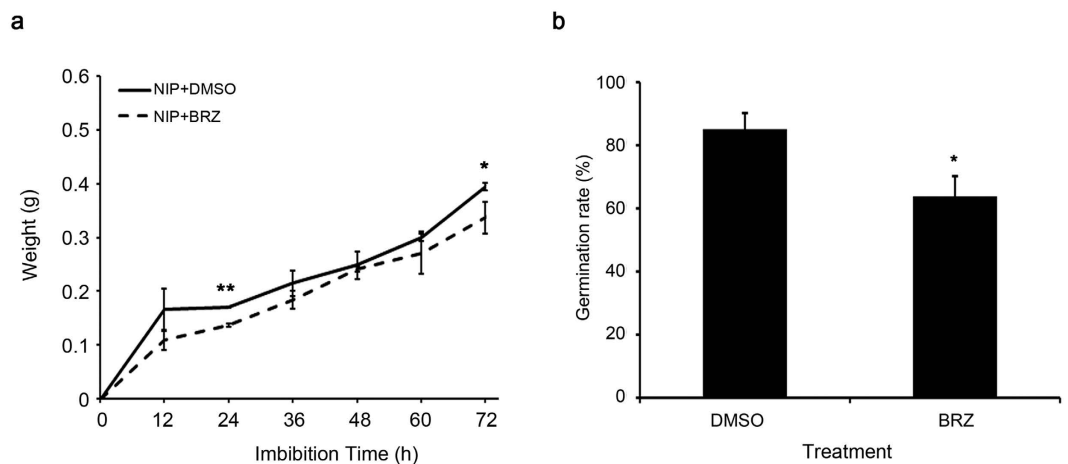 a
0.6
0.5
0.4
0.3
0.2
0.1
0
Weight (g)
NIP+DMSO
NIP+BRZ
**
*
0 12 24 36 48 60 72
Imbibition Time (h)
b
100
80
60
40
20
0
Germination rate (%)
*
DMSO BRZ
Treatment